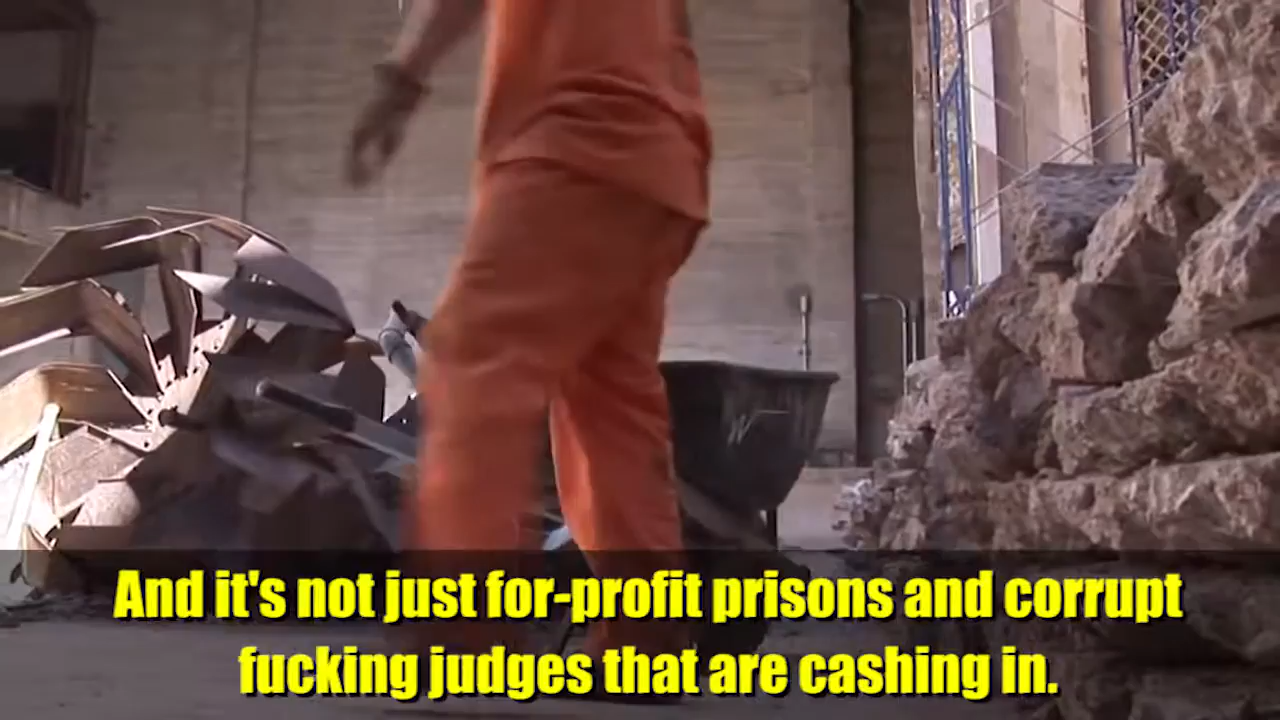 And it's not just for-profit prisons and corrupt
fucking judges that are cashing in.